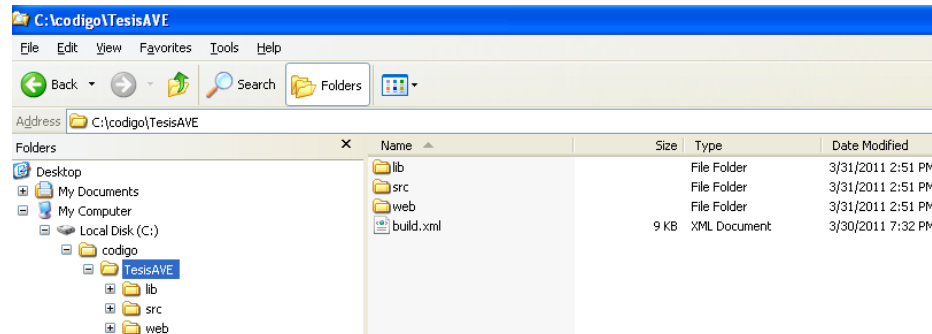 C:\codigo\TesisAVE
File Edit View Favorites Tools Help
Back Search Folders
Address C:\codigo\TesisAVE
Folders x Name Size Type Date Modified
Desktop lib File Folder 3/31/2011 2:51 PM
My Documents src File Folder 3/31/2011 2:51 PM
My Computer web File Folder 3/31/2011 2:51 PM
Local Disk (C:) build.xml 9 KB XML Document 3/30/2011 7:32 PM
codigo
TesisAVE
lib
src
web